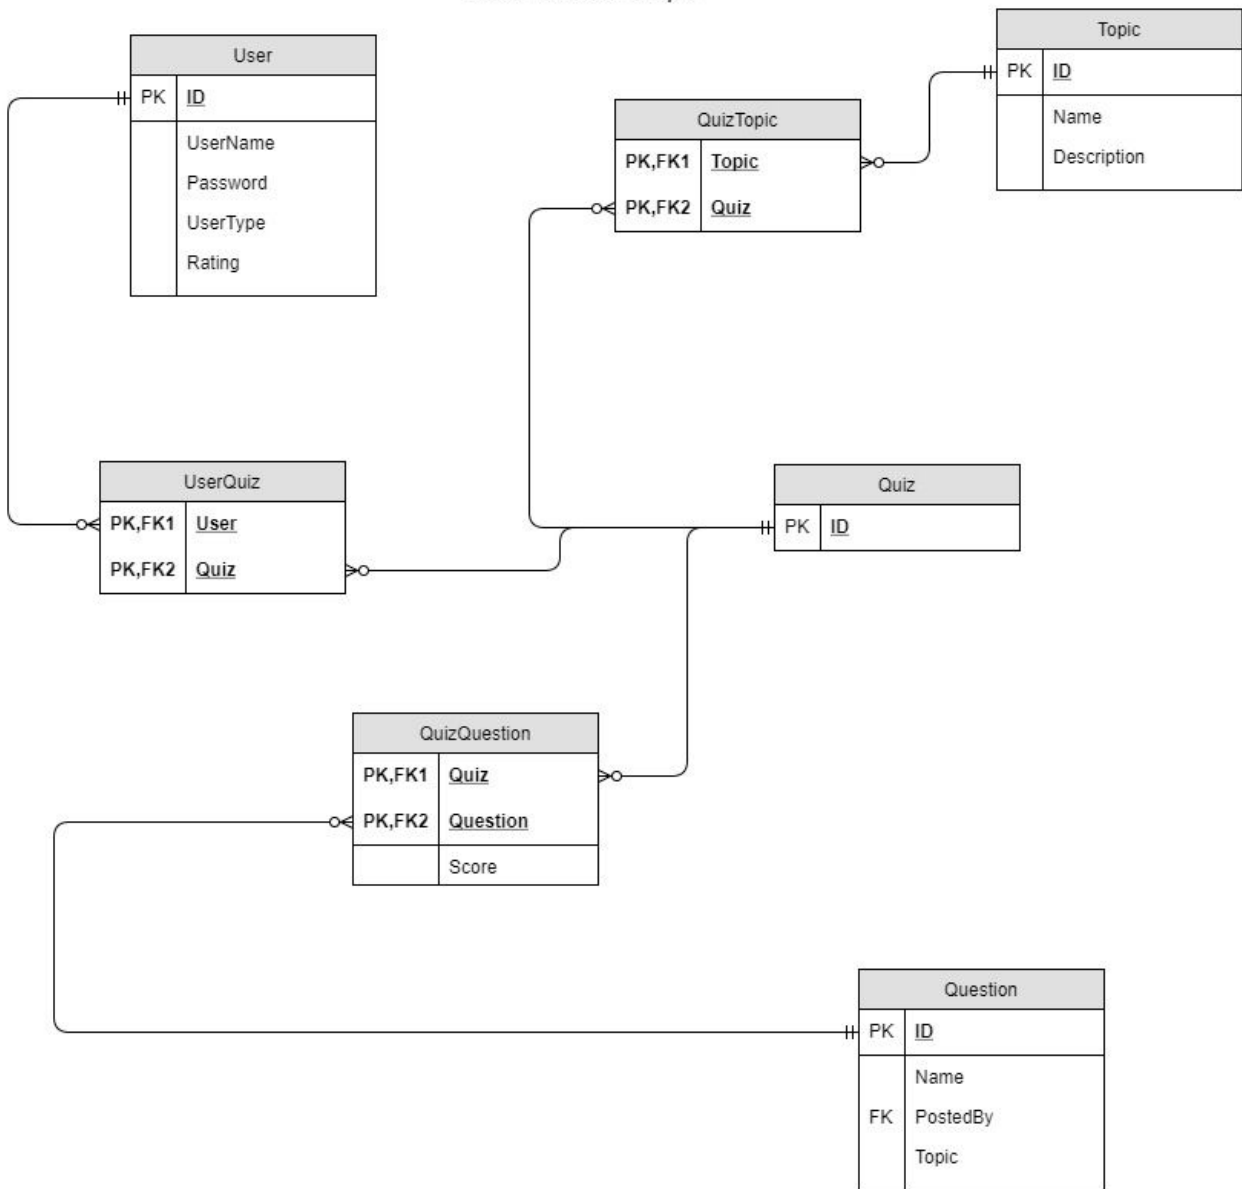 User
PK ID
UserName
Password
UserType
Rating
Topic
PK ID
Name
Description
QuizTopic
PK,FK1 Topic
PK,FK2 Quiz
UserQuiz
PK,FK1 User
PK,FK2 Quiz
Quiz
PK ID
QuizQuestion
PK,FK1 Quiz
PK,FK2 Question
Score
Question
PK ID
Name
FK PostedBy
Topic